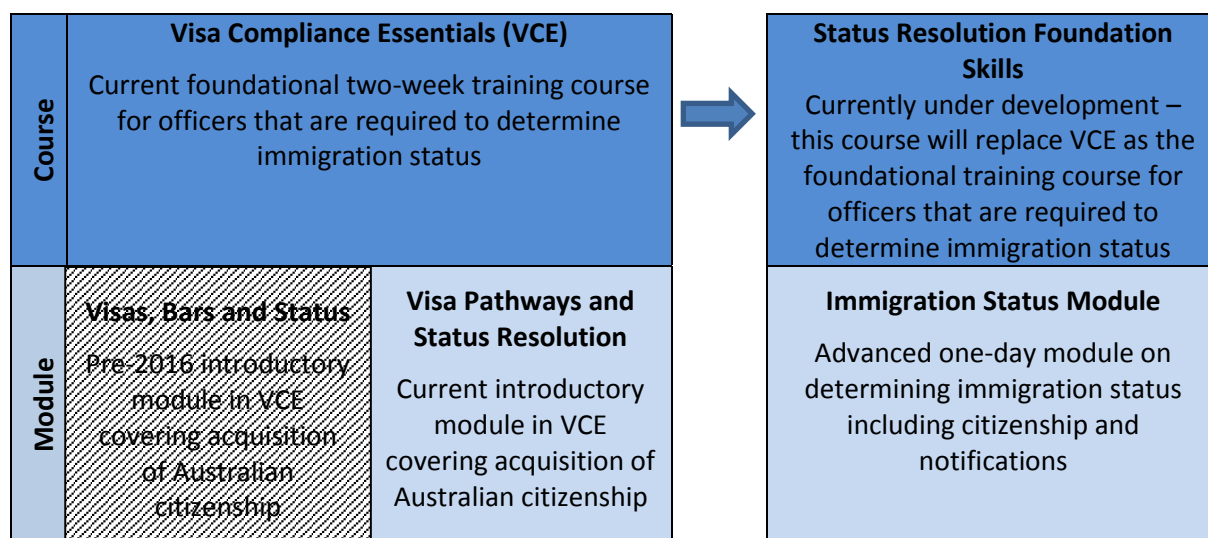 Course
Visa Compliance Essentials (VCE)
Current foundational two-week training course
for officers that are required to determine
immigration status
Status Resolution Foundation
Skills
Currently under development –
this course will replace VCE as the
foundational training course for
officers that are required to
determine immigration status
Module
Visas, Bars and Status
Pre-2016 introductory
module in VCE
covering acquisition
of Australian
citizenship
Visa Pathways and
Status Resolution
Current introductory
module in VCE
covering acquisition of
Australian citizenship
Immigration Status Module
Advanced one-day module on
determining immigration status
including citizenship and
notifications